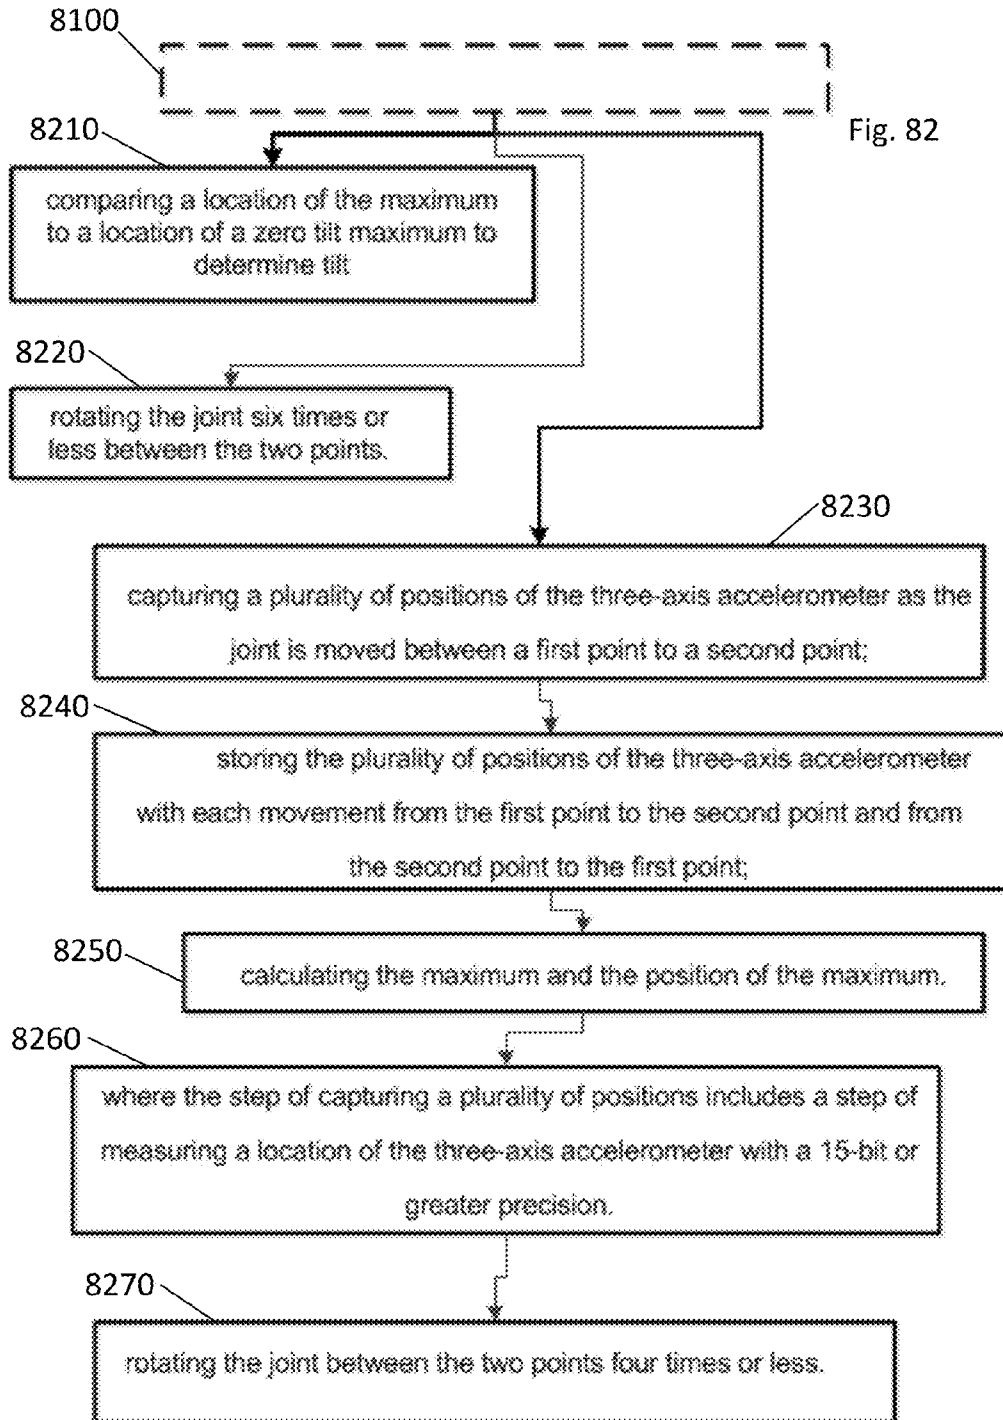 8100
Fig. 82
8210
comparing a location of the maximum
to a location of a zero tilt maximum to
determine tilt
8220
rotating the joint six times or
less between the two points.
8230
capturing a plurality of positions of the three-axis accelerometer as the
joint is moved between a first point to a second point;
8240
storing the plurality of positions of the three-axis accelerometer
with each movement from the first point to the second point and from
the second point to the first point;
8250
calculating the maximum and the position of the maximum.
8260
where the step of capturing a plurality of positions includes a step of
measuring a location of the three-axis accelerometer with a 15-bit or
greater precision.
8270
rotating the joint between the two points four times or less.